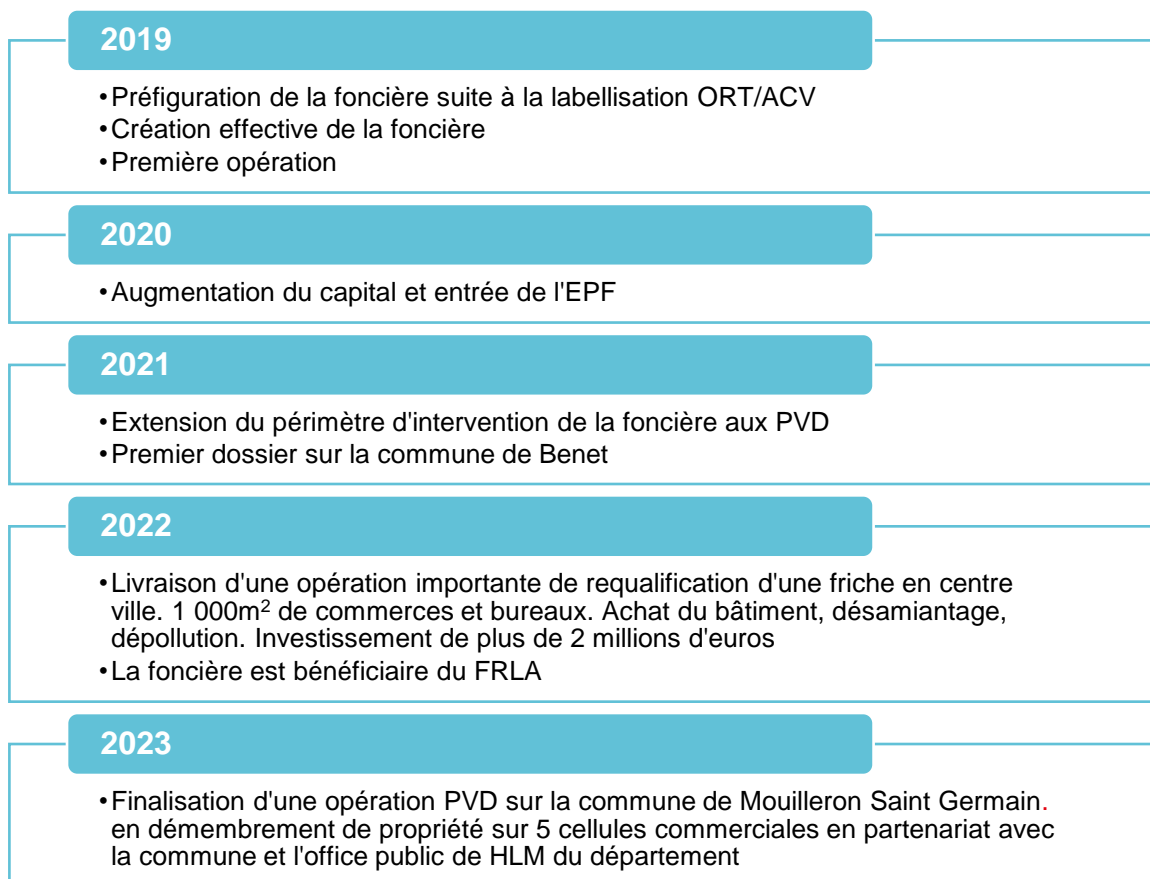 2019
•Préfiguration de la foncière suite à la labellisation ORT/ACV
•Création effective de la foncière
•Première opération
2020
•Augmentation du capital et entrée de l'EPF
2021
•Extension du périmètre d'intervention de la foncière aux PVD
•Premier dossier sur la commune de Benet
2022
•Livraison d'une opération importante de requalification d'une friche en centre
ville. 1 000m² de commerces et bureaux. Achat du bâtiment, désamiantage,
dépollution. Investissement de plus de 2 millions d'euros
•La foncière est bénéficiaire du FRLA
2023
•Finalisation d'une opération PVD sur la commune de Mouilleron Saint Germain.
en démembrement de propriété sur 5 cellules commerciales en partenariat avec
la commune et l'office public de HLM du département